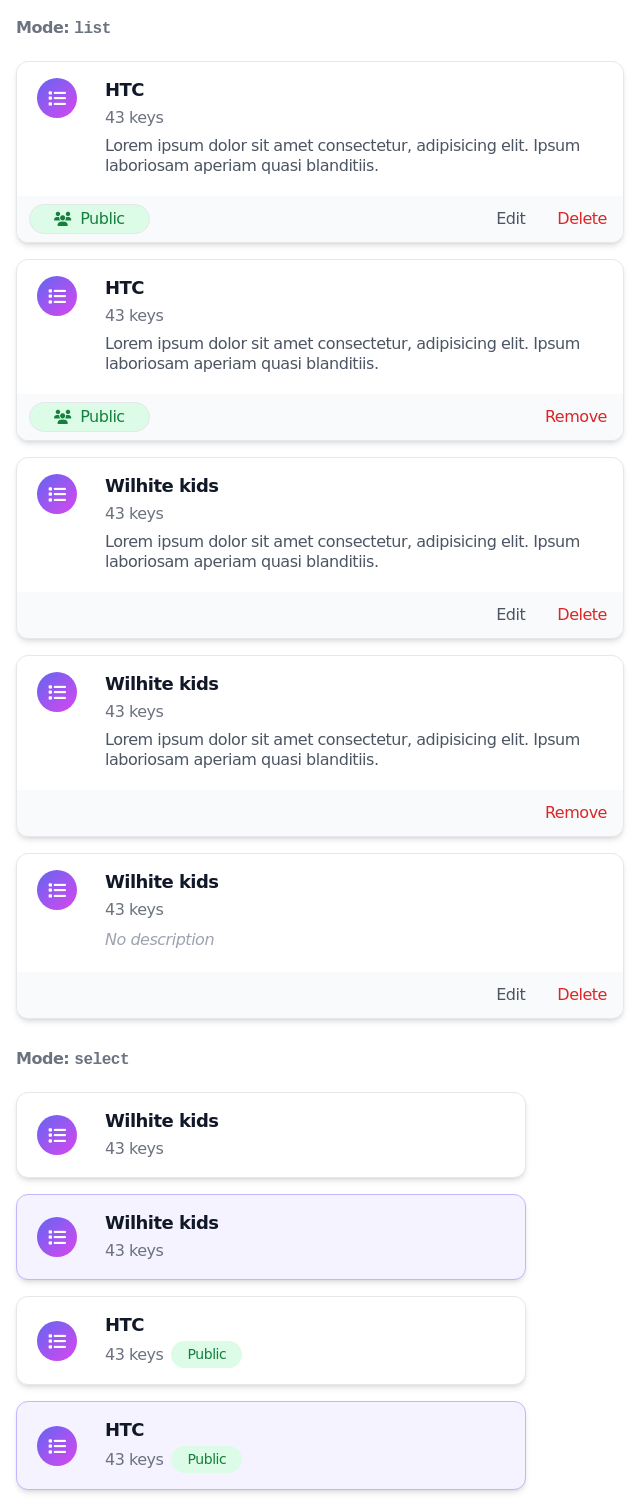 Mode: list
HTC
43 keys
Lorem ipsum dolor sit amet consectetur, adipisicing elit. Ipsum
laboriosam aperiam quasi blanditiis.
Public Edit Delete
HTC
43 keys
Lorem ipsum dolor sit amet consectetur, adipisicing elit. Ipsum
laboriosam aperiam quasi blanditiis.
Public Remove
Wilhite kids
43 keys
Lorem ipsum dolor sit amet consectetur, adipisicing elit. Ipsum
laboriosam aperiam quasi blanditiis.
Edit Delete
Wilhite kids
43 keys
Lorem ipsum dolor sit amet consectetur, adipisicing elit. Ipsum
laboriosam aperiam quasi blanditiis.
Remove
Wilhite kids
43 keys
No description
Edit Delete
Mode: select
Wilhite kids
43 keys
Wilhite kids
43 keys
HTC
43 keys Public
HTC
43 keys Public